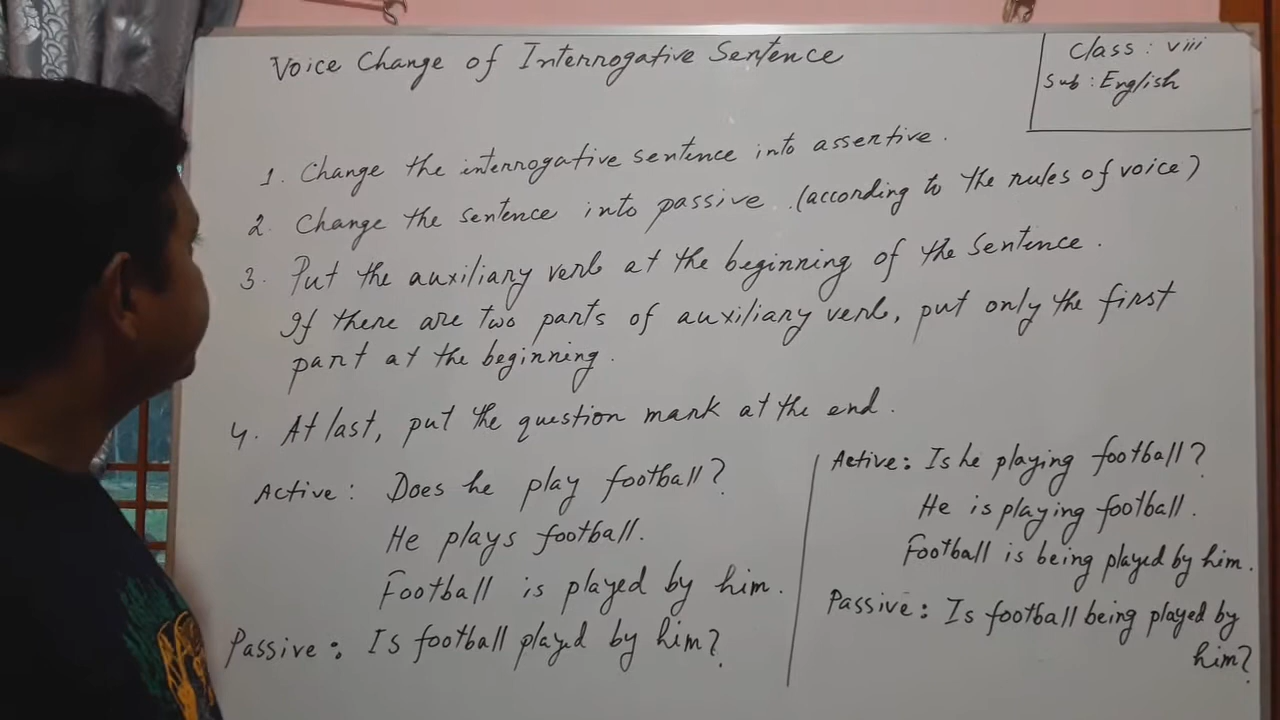 Voice Change of Interrogative Sentence
Class : viii
Sub : English
1. Change the interrogative sentence into assertive.
2. Change the sentence into passive. (according to the rules of voice)
3. Put the auxiliary verb at the beginning of the sentence.
If there are two parts of auxiliary verb, put only the first
part at the beginning.
4. At last, put the question mark at the end.
Active : Does he play football?
He plays football.
Football is played by him.
Passive : Is football played by him?
Active : Is he playing football?
He is playing football.
Football is being played by him.
Passive : Is football being played by
him?